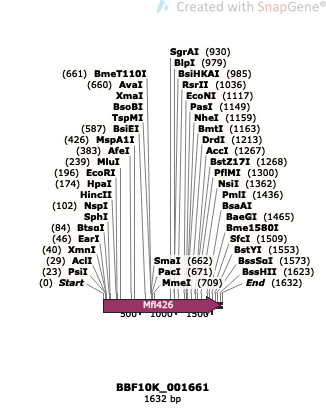 Created with SnapGene®
SgrAI (930)
BlpI (979)
(661) BmeT110I
BsiHKAI (985)
(660) AvaI
RsrII (1036)
XmaI
EcoNI (1117)
BsoBI
PasI (1149)
TspMI
NheI (1159)
(587) BsiEI
BmtI (1163)
(426) MspA1I
DrdI (1213)
(383) AfeI
AccI (1267)
(239) MluI
BstZ17I (1268)
(196) EcoRI
PflMI (1300)
(174) HpaI
NsiI (1362)
HincII
PmlI (1436)
(102) NspI
BsaAI
SphI
BaeGI (1465)
(84) BtsαI
Bme1580I
(46) EarI
SfcI (1509)
(40) XmnI
BstYI (1553)
(29) AclI
SmaI (662)
BssSαI (1573)
(23) PsiI
PacI (671)
BssHII (1623)
(0) Start
MmeI (709)
End (1632)
Mfl426
500
1000
1500
BBF10K_001661
1632 bp